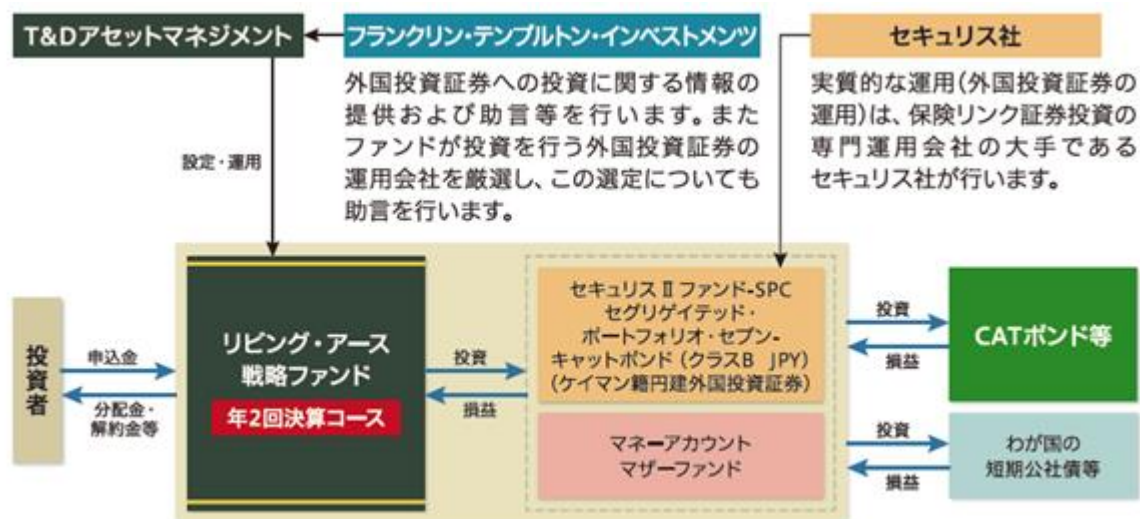 T&Dアセットマネジメント
フランクリン・テンプルトン・インベストメンツ
セキュリス社
外国投資証券への投資に関する情報の
提供および助言等を行います。また
ファンドが投資を行う外国投資証券の
運用会社を厳選し、この選定についても
助言を行います。
実質的な運用(外国投資証券の
運用)は、保険リンク証券投資の
専門運用会社の大手である
セキュリス社が行います。
設定・運用
投資者
申込金
分配金・
解約金等
リビング・アース
戦略ファンド
年2回決算コース
投資
損益
セキュリスⅡファンド-SPC
セグリゲイテッド・
ポートフォリオ・セブン-
キャットボンド(クラスB JPY)
(ケイマン籍円建外国投資証券)
マネーアカウント
マザーファンド
投資
損益
CATボンド等
投資
損益
わが国の
短期公社債等